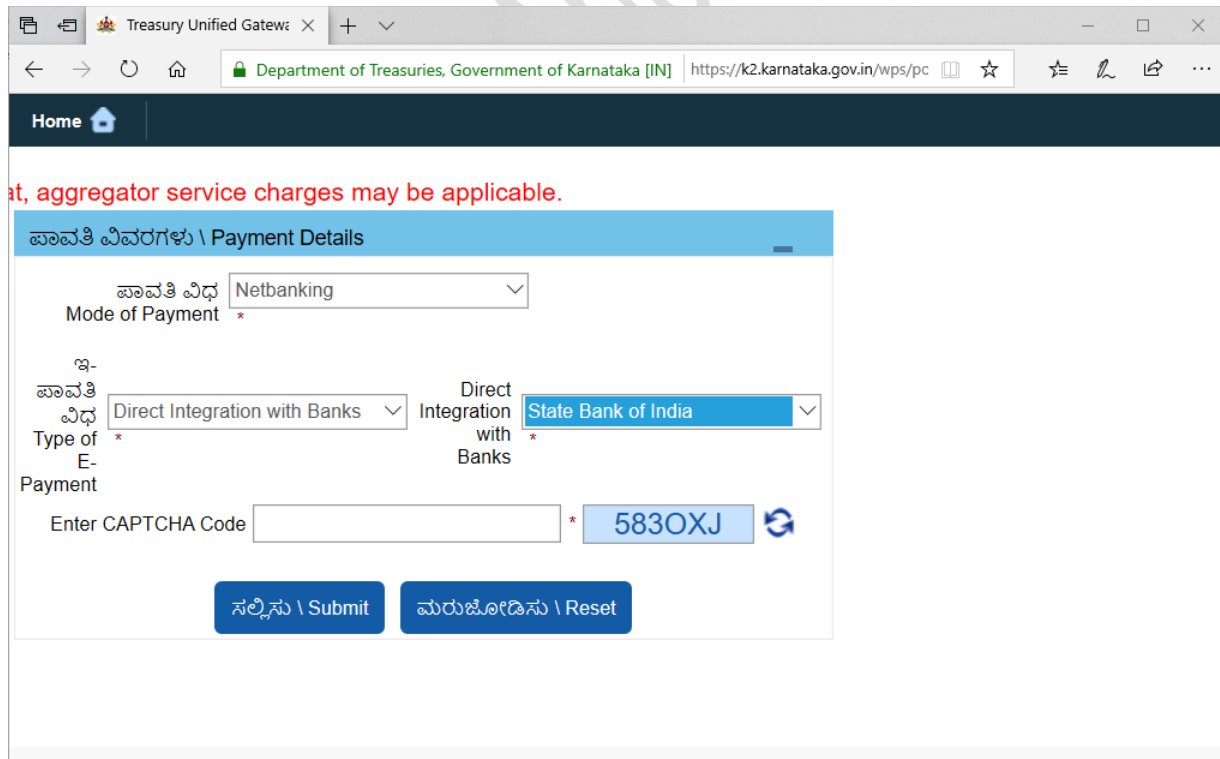 Treasury Unified Gatewa
Department of Treasuries, Government of Karnataka [IN] https://k2.karnataka.gov.in/wps/pc
Home
at, aggregator service charges may be applicable.
ಪಾವತಿ ವಿವರಗಳು \ Payment Details
ಪಾವತಿ ವಿಧ Netbanking
Mode of Payment *
ಇ-
ಪಾವತಿ
ವಿಧ
Type of *
E-
Payment
Direct Integration with Banks
Direct
Integration
with *
Banks
State Bank of India
Enter CAPTCHA Code * 583OXJ
ಸಲ್ಲಿಸು \ Submit ಮರುಜೋಡಿಸು \ Reset